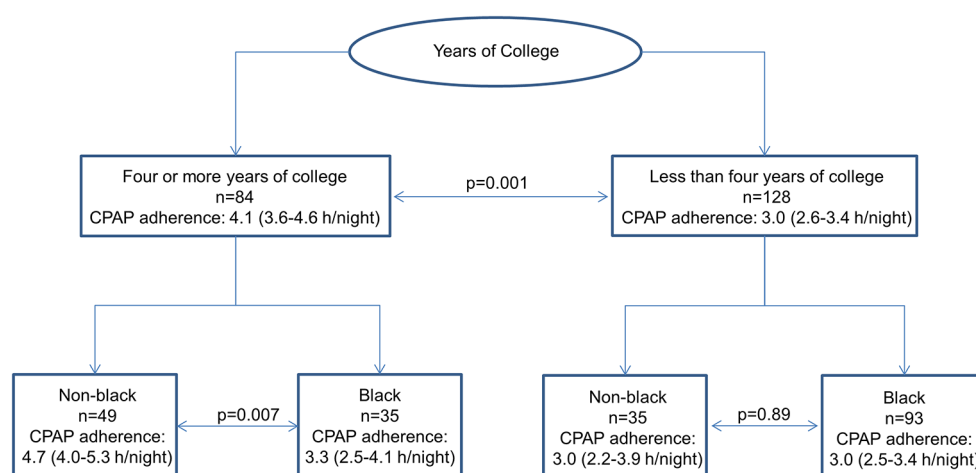 Years of College
Four or more years of college
n=84
CPAP adherence: 4.1 (3.6-4.6 h/night)
p=0.001
Less than four years of college
n=128
CPAP adherence: 3.0 (2.6-3.4 h/night)
Non-black
n=49
CPAP adherence:
4.7 (4.0-5.3 h/night)
p=0.007
Black
n=35
CPAP adherence:
3.3 (2.5-4.1 h/night)
Non-black
n=35
CPAP adherence:
3.0 (2.2-3.9 h/night)
p=0.89
Black
n=93
CPAP adherence:
3.0 (2.5-3.4 h/night)